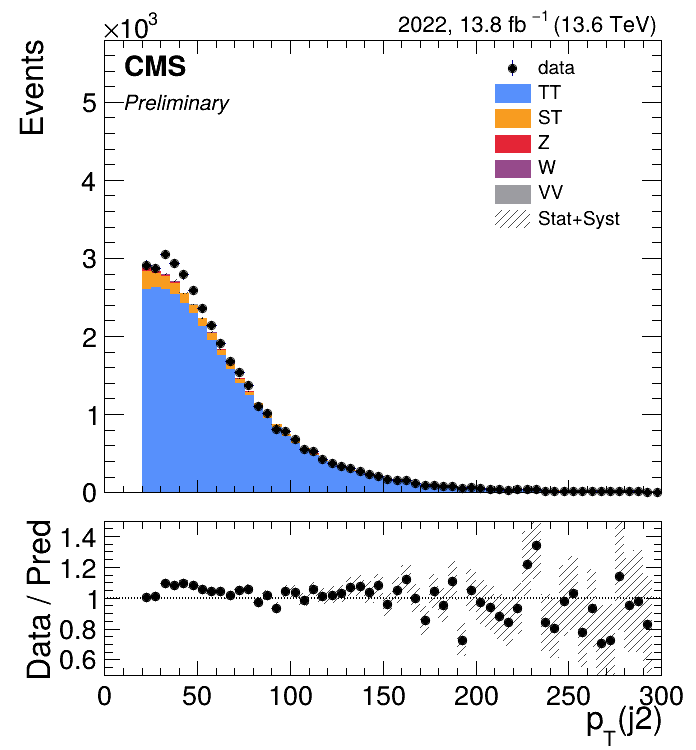 ×10³
2022, 13.8 fb⁻¹ (13.6 TeV)
Events
CMS
Preliminary
data
TT
ST
Z
W
VV
Stat+Syst
5
4
3
2
1
0
Data / Pred
1.4
1.2
1
0.8
0.6
0 50 100 150 200 250 300
p_T(j2)